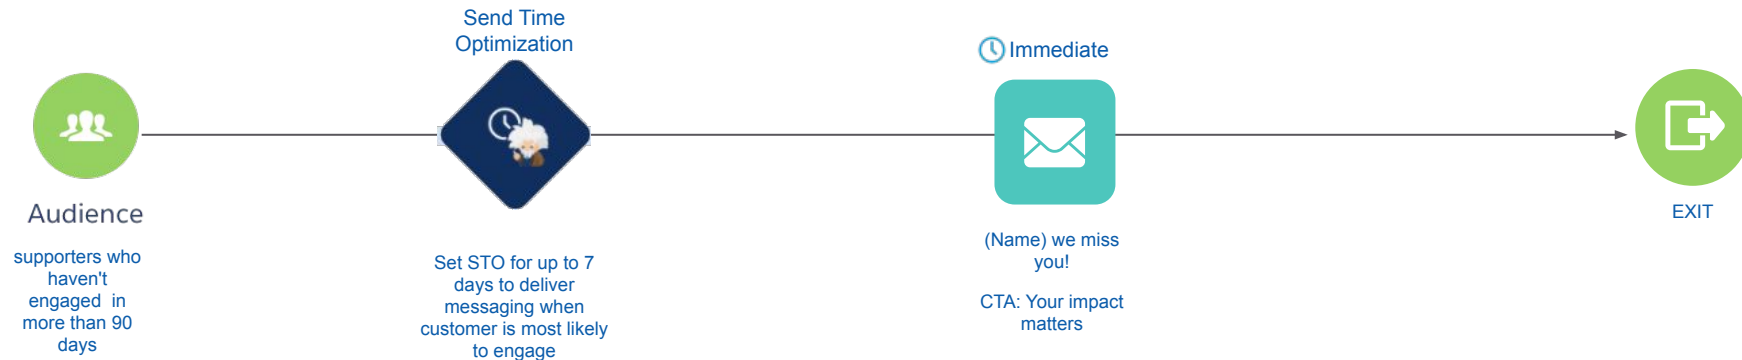 Send Time
Optimization
Immediate
Audience
supporters who
haven't
engaged in
more than 90
days
Set STO for up to 7
days to deliver
messaging when
customer is most likely
to engage
(Name) we miss
you!
CTA: Your impact
matters
EXIT